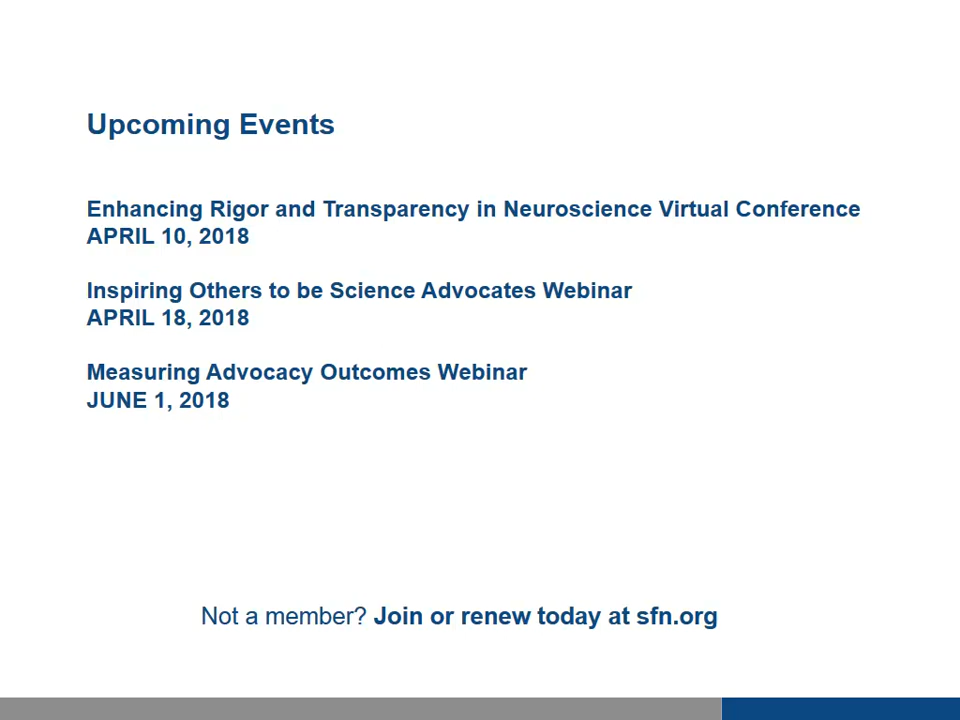 Upcoming Events
Enhancing Rigor and Transparency in Neuroscience Virtual Conference
APRIL 10, 2018
Inspiring Others to be Science Advocates Webinar
APRIL 18, 2018
Measuring Advocacy Outcomes Webinar
JUNE 1, 2018
Not a member? Join or renew today at sfn.org